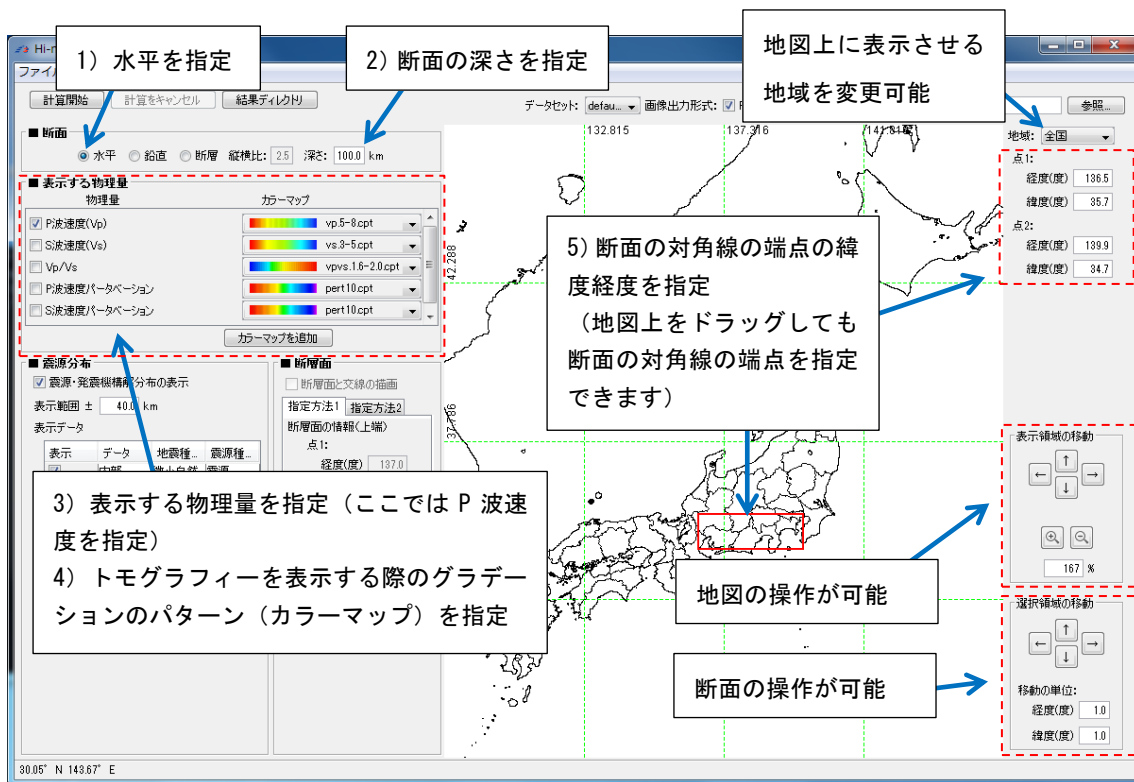 1) 水平を指定
2) 断面の深さを指定
地図上に表示させる
地域を変更可能
Hi-n
ファイル
計算開始 計算をキャンセル 結果ディレクトリ
データセット: defau... 画像出力形式:
参照...
■ 断面
水平 鉛直 断層 縦横比: 2.5 深さ: 100.0 km
132.815 137.316 141.816
地域: 全国
点1:
経度(度) 136.5
緯度(度) 35.7
点2:
経度(度) 139.9
緯度(度) 34.7
■ 表示する物理量
物理量 カラーマップ
P波速度(Vp) vp.5-8.cpt
S波速度(Vs) vs.3-5.cpt
Vp/Vs vpvs.1.6-2.0.cpt
P波速度パータベーション pert10.cpt
S波速度パータベーション pert10.cpt
カラーマップを追加
42.288
37.786
5) 断面の対角線の端点の緯
度経度を指定
（地図上をドラッグしても
断面の対角線の端点を指定
できます）
■ 震源分布
震源・発震機構解分布の表示
表示範囲 ± 40.0 km
表示データ
表示 データ 地震種... 震源種...
中部 微小自然 震源
■ 断層面
断層面と交線の描画
指定方法1 指定方法2
断層面の情報(上端)
点1:
経度(度) 137.0
3) 表示する物理量を指定（ここでは P 波速
度を指定）
4) トモグラフィーを表示する際のグラデー
ションのパターン（カラーマップ）を指定
表示領域の移動
↑
← →
↓
167 %
地図の操作が可能
選択領域の移動
↑
← →
↓
断面の操作が可能
移動の単位:
経度(度) 1.0
緯度(度) 1.0
30.05° N 143.67° E